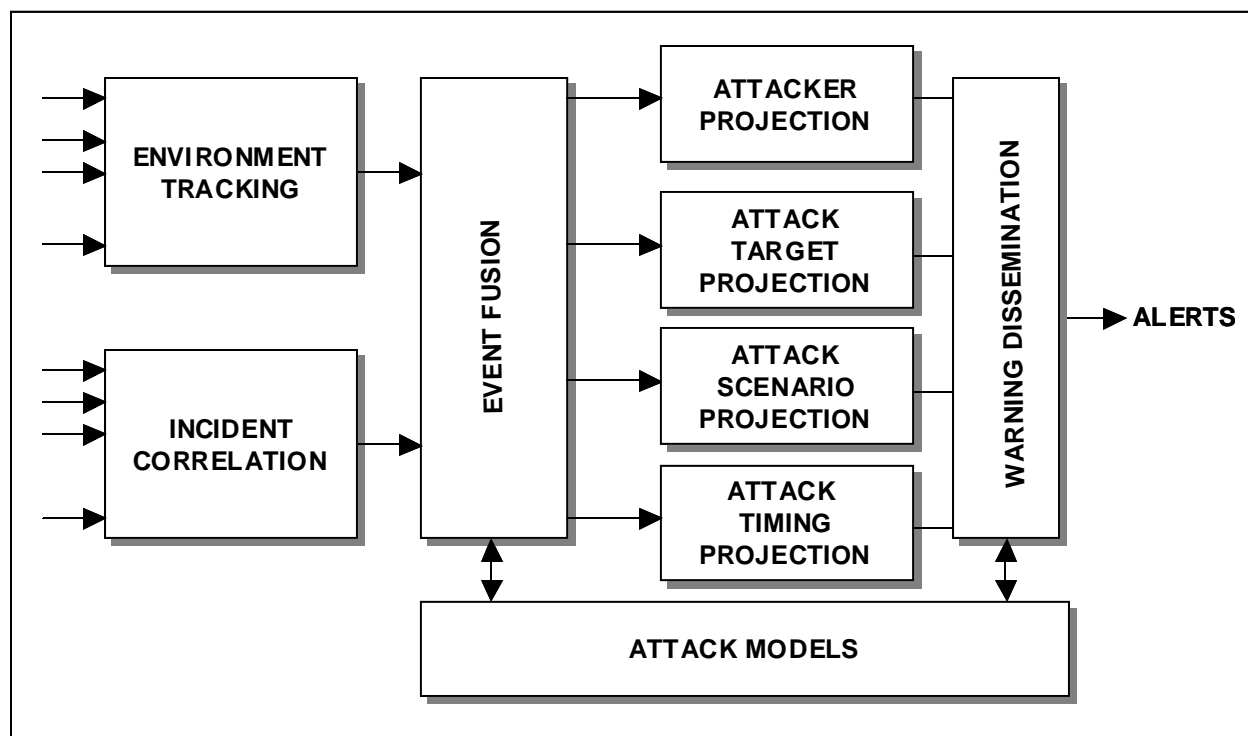 ENVIRONMENT
TRACKING
INCIDENT
CORRELATION
EVENT FUSION
ATTACKER
PROJECTION
ATTACK
TARGET
PROJECTION
ATTACK
SCENARIO
PROJECTION
ATTACK
TIMING
PROJECTION
WARNING DISSEMINATION
ALERTS
ATTACK MODELS